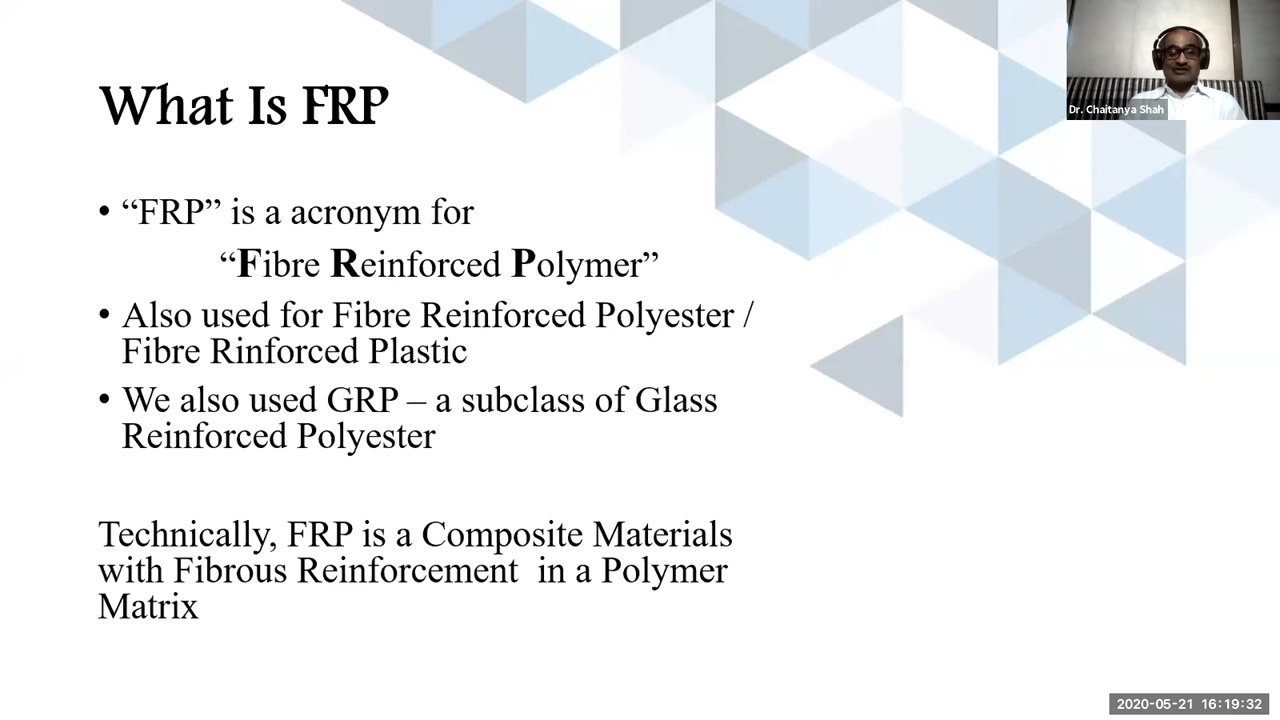 What Is FRP
Dr. Chaitanya Shah
• “FRP” is a acronym for
“Fibre Reinforced Polymer”
• Also used for Fibre Reinforced Polyester /
Fibre Rinforced Plastic
• We also used GRP – a subclass of Glass
Reinforced Polyester
Technically, FRP is a Composite Materials
with Fibrous Reinforcement in a Polymer
Matrix
2020-05-21 16:19:32